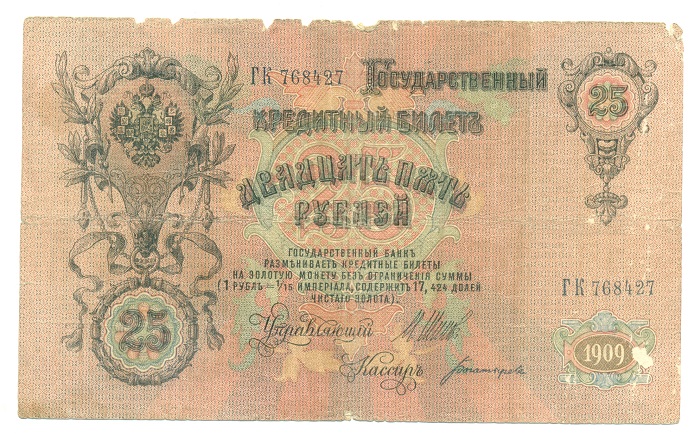 ГК 768427
Государственный
25
Кредитный Билетъ
Двадцать пять
рублей
25
ГОСУДАРСТВЕННЫЙ БАНКЪ
РАЗМѢНИВАЕТЪ КРЕДИТНЫЕ БИЛЕТЫ
НА ЗОЛОТУЮ МОНЕТУ БЕЗЪ ОГРАНИЧЕНІЯ СУММЫ
(1 РУБЛЬ = 1/15 ИМПЕРІАЛА, СОДЕРЖИТЪ 17,424 ДОЛЕЙ
ЧИСТАГО ЗОЛОТА).
ГК 768427
25
Управляющій
Кассиръ
1909